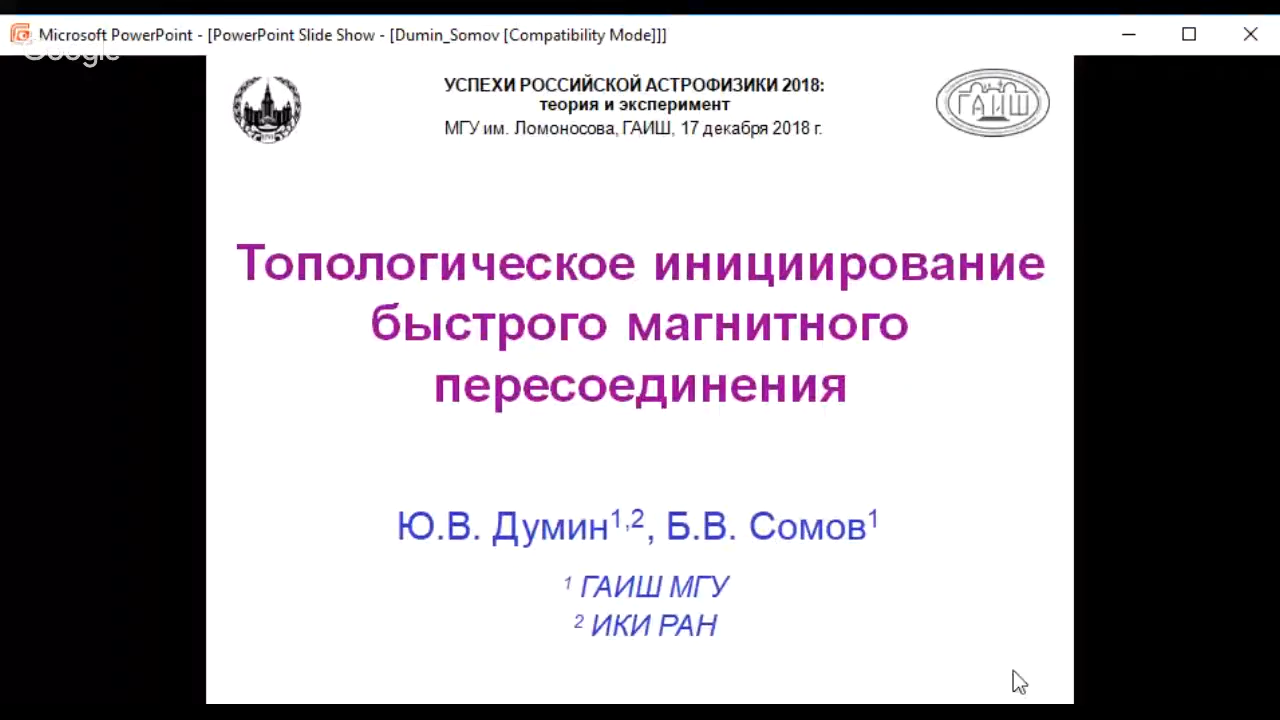 Microsoft PowerPoint - [PowerPoint Slide Show - [Dumin_Somov [Compatibility Mode]]]
Google
УСПЕХИ РОССИЙСКОЙ АСТРОФИЗИКИ 2018:
теория и эксперимент
МГУ им. Ломоносова, ГАИШ, 17 декабря 2018 г.
ГАИШ
Топологическое инициирование
быстрого магнитного
пересоединения
Ю.В. Думин¹,², Б.В. Сомов¹
¹ ГАИШ МГУ
² ИКИ РАН